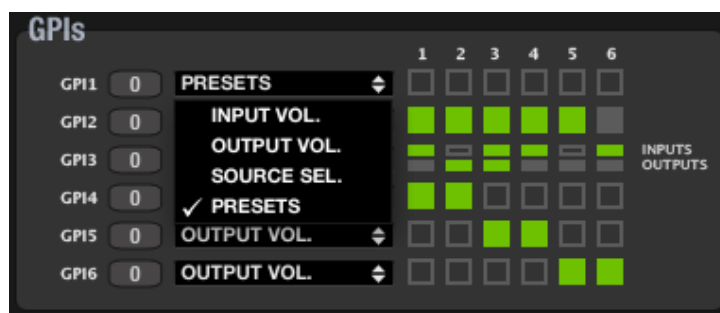 GPIs
1 2 3 4 5 6
GPI1 0 PRESETS
GPI2 0 INPUT VOL.
OUTPUT VOL.
GPI3 0 INPUTS
SOURCE SEL. OUTPUTS
GPI4 0 PRESETS
GPI5 0 OUTPUT VOL.
GPI6 0 OUTPUT VOL.